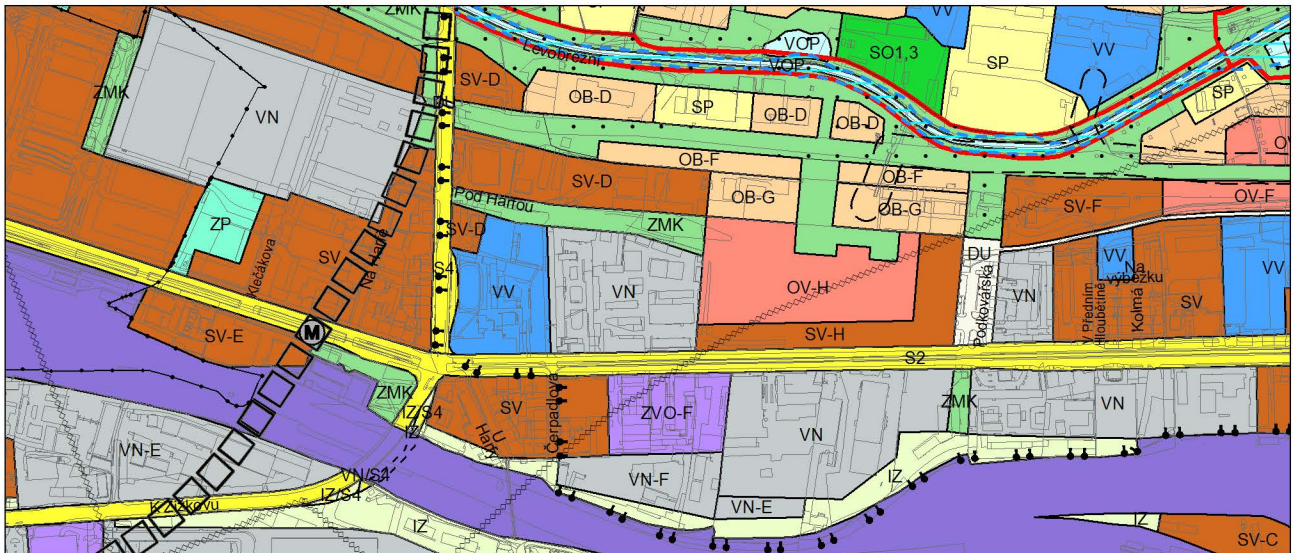 ZMK
VV
Levobřežní
VOP
SO1,3
VV
VOP
SV-D
SP
ZMK
OB-D
SP
SP
VN
OB-D
OB-D
OB-F
OB-F
SV-D
OB-G
OB-G
SV-F
OV-F
Pod Harfou
ZMK
ZP
SV-D
Klečákova
SV
Na Harfě
S4
DU
VV
Na
výběžku
VV
VV
VN
OV-H
Podkovářská
VN
V Předním
Hloubětíně
Kolmá
SV
M
SV-E
SV-H
S2
ZMK
IZ/S4
IZ
SV
U
Harfy
Čerpadlova
ZVO-F
VN
ZMK
VN
VN-E
VN/S4
IZ/S4
VN-F
IZ
VN-E
K Žižkovu
IZ
IZ
SV-C